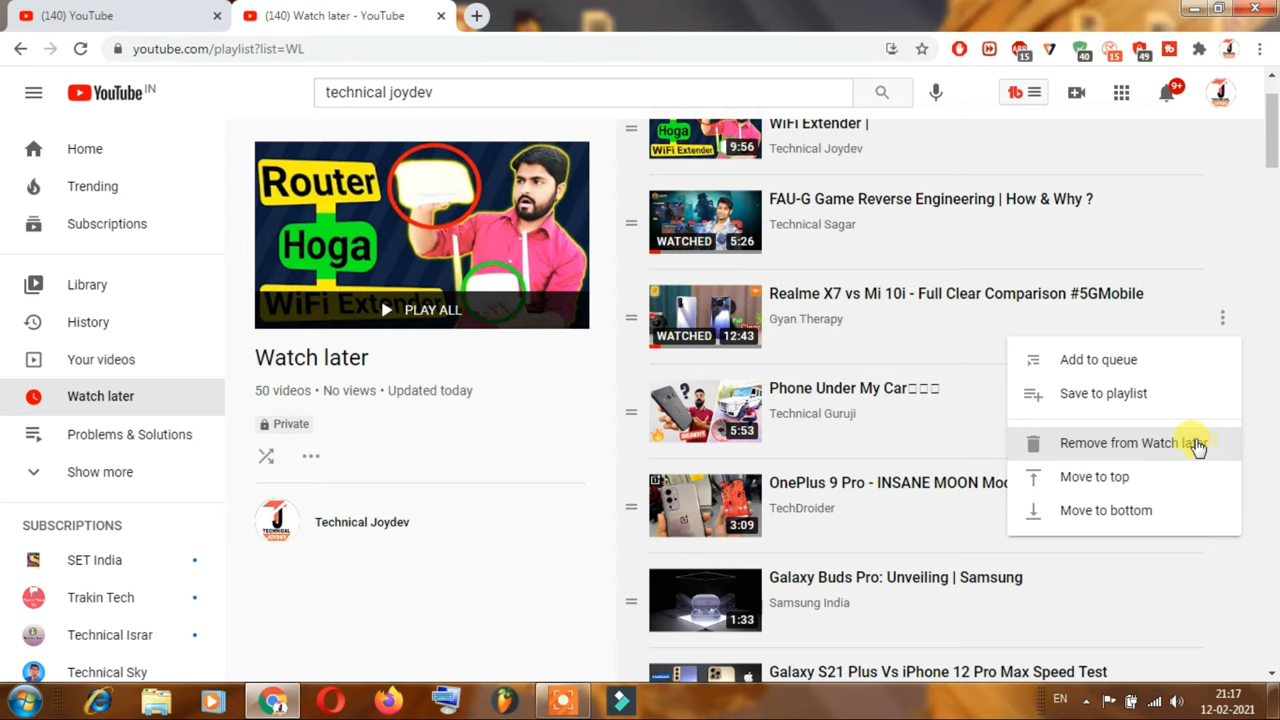 (140) YouTube
(140) Watch later - YouTube
youtube.com/playlist?list=WL
15
40
15
49
YouTube IN
technical joydev
9+
Home
Trending
Subscriptions
Library
History
Your videos
Watch later
Problems & Solutions
Show more
SUBSCRIPTIONS
SET India
Trakin Tech
Technical Israr
Technical Sky
Router
Hoga
WiFi Extender
PLAY ALL
Watch later
50 videos • No views • Updated today
Private
Technical Joydev
Hoga
WiFi Extender
9:56
WiFi Extender |
Technical Joydev
WATCHED 5:26
FAU-G Game Reverse Engineering | How & Why ?
Technical Sagar
WATCHED 12:43
Realme X7 vs Mi 10i - Full Clear Comparison #5GMobile
Gyan Therapy
5:53
Phone Under My Car
Technical Guruji
3:09
OnePlus 9 Pro - INSANE MOON
TechDroider
1:33
Galaxy Buds Pro: Unveiling | Samsung
Samsung India
Galaxy S21 Plus Vs iPhone 12 Pro Max Speed Test
Add to queue
Save to playlist
Remove from Watch later
Move to top
Move to bottom
EN
21:17
12-02-2021